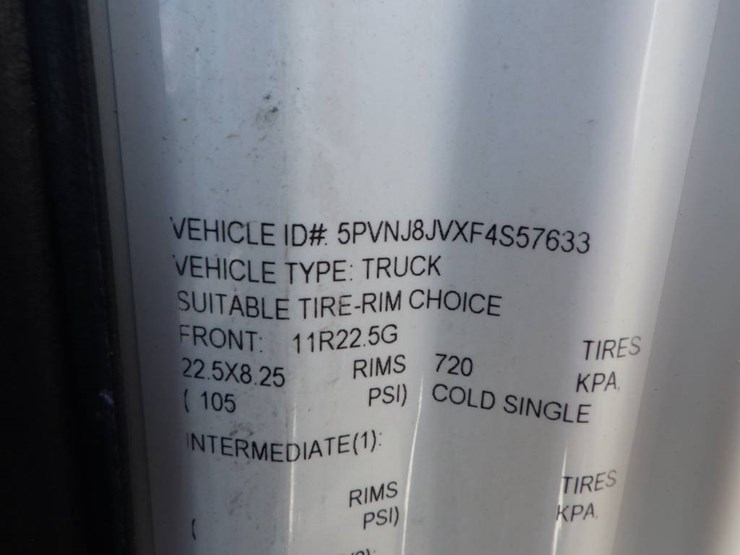 VEHICLE ID#. 5PVNJ8JVXF4S57633
VEHICLE TYPE: TRUCK
SUITABLE TIRE-RIM CHOICE
FRONT: 11R22.5G TIRES
22.5X8.25 RIMS 720 KPA,
( 105 PSI) COLD SINGLE
INTERMEDIATE(1):
TIRES
RIMS KPA,
( PSI)